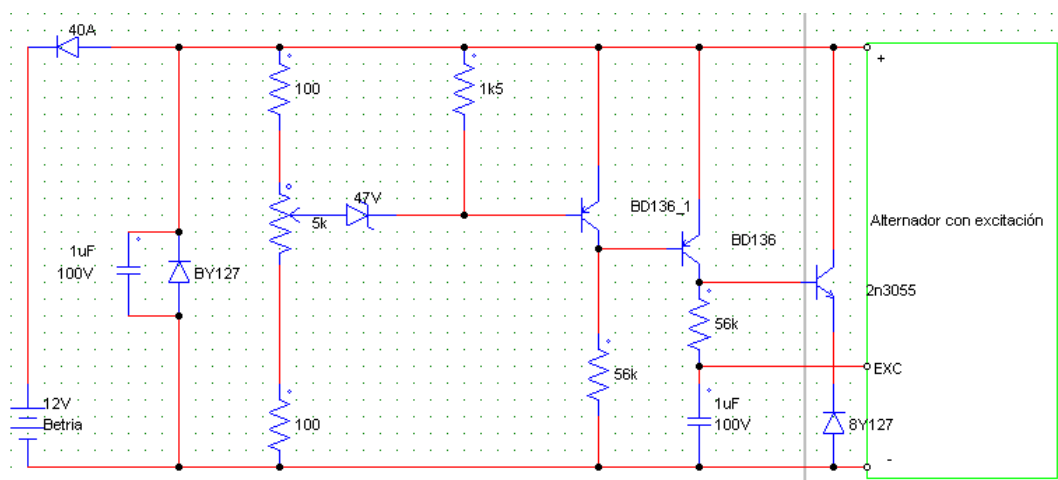 40A
+
100
1k5
47V
5k
BD136_1
BD136
Alternador con excitación
1uF
100V
BY127
2n3055
56k
56k
EXC
12V
Betria
100
1uF
100V
8Y127
-